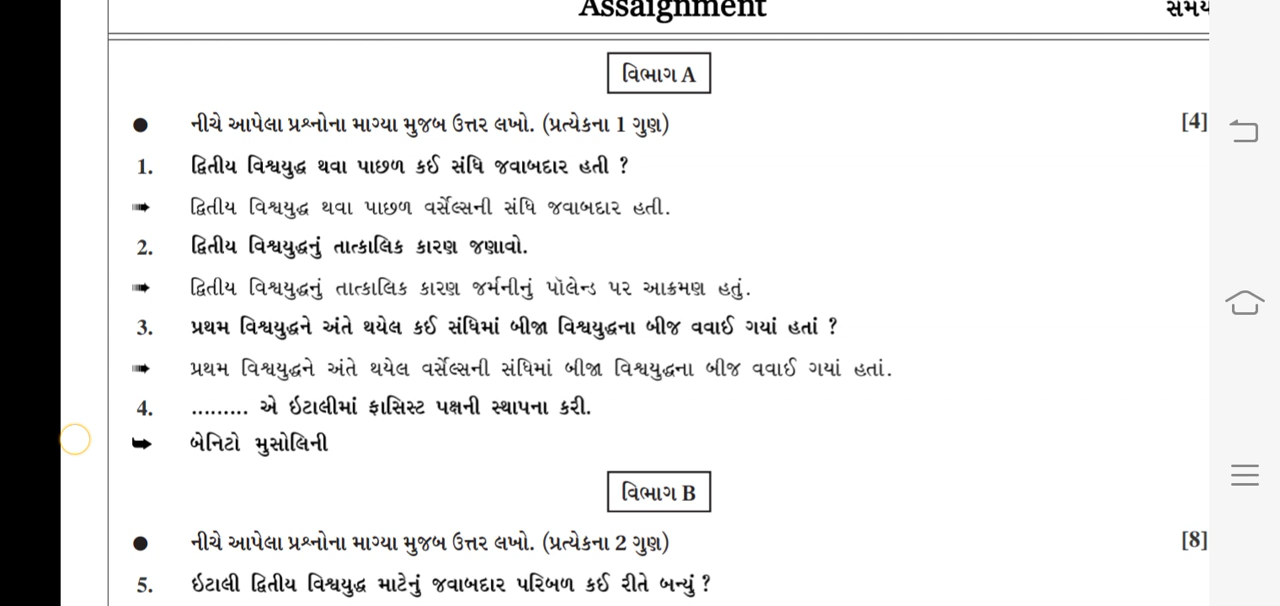 Assaignment
વિભાગ A
● નીચે આપેલા પ્રશ્નોના માગ્યા મુજબ ઉત્તર લખો. (પ્રત્યેકના 1 ગુણ) [4]
1. દ્વિતીય વિશ્વયુદ્ધ થવા પાછળ કઈ સંધિ જવાબદાર હતી ?
➠ દ્વિતીય વિશ્વયુદ્ધ થવા પાછળ વર્સેલ્સની સંધિ જવાબદાર હતી.
2. દ્વિતીય વિશ્વયુદ્ધનું તાત્કાલિક કારણ જણાવો.
➠ દ્વિતીય વિશ્વયુદ્ધનું તાત્કાલિક કારણ જર્મનીનું પૉલેન્ડ પર આક્રમણ હતું.
3. પ્રથમ વિશ્વયુદ્ધને અંતે થયેલ કઈ સંધિમાં બીજા વિશ્વયુદ્ધના બીજ વવાઈ ગયાં હતાં ?
➠ પ્રથમ વિશ્વયુદ્ધને અંતે થયેલ વર્સેલ્સની સંધિમાં બીજા વિશ્વયુદ્ધના બીજ વવાઈ ગયાં હતાં.
4. ......... એ ઇટાલીમાં ફાસિસ્ટ પક્ષની સ્થાપના કરી.
➥ બેનિટો મુસોલિની
વિભાગ B
● નીચે આપેલા પ્રશ્નોના માગ્યા મુજબ ઉત્તર લખો. (પ્રત્યેકના 2 ગુણ) [8]
5. ઇટાલી દ્વિતીય વિશ્વયુદ્ધ માટેનું જવાબદાર પરિબળ કઈ રીતે બન્યું ?